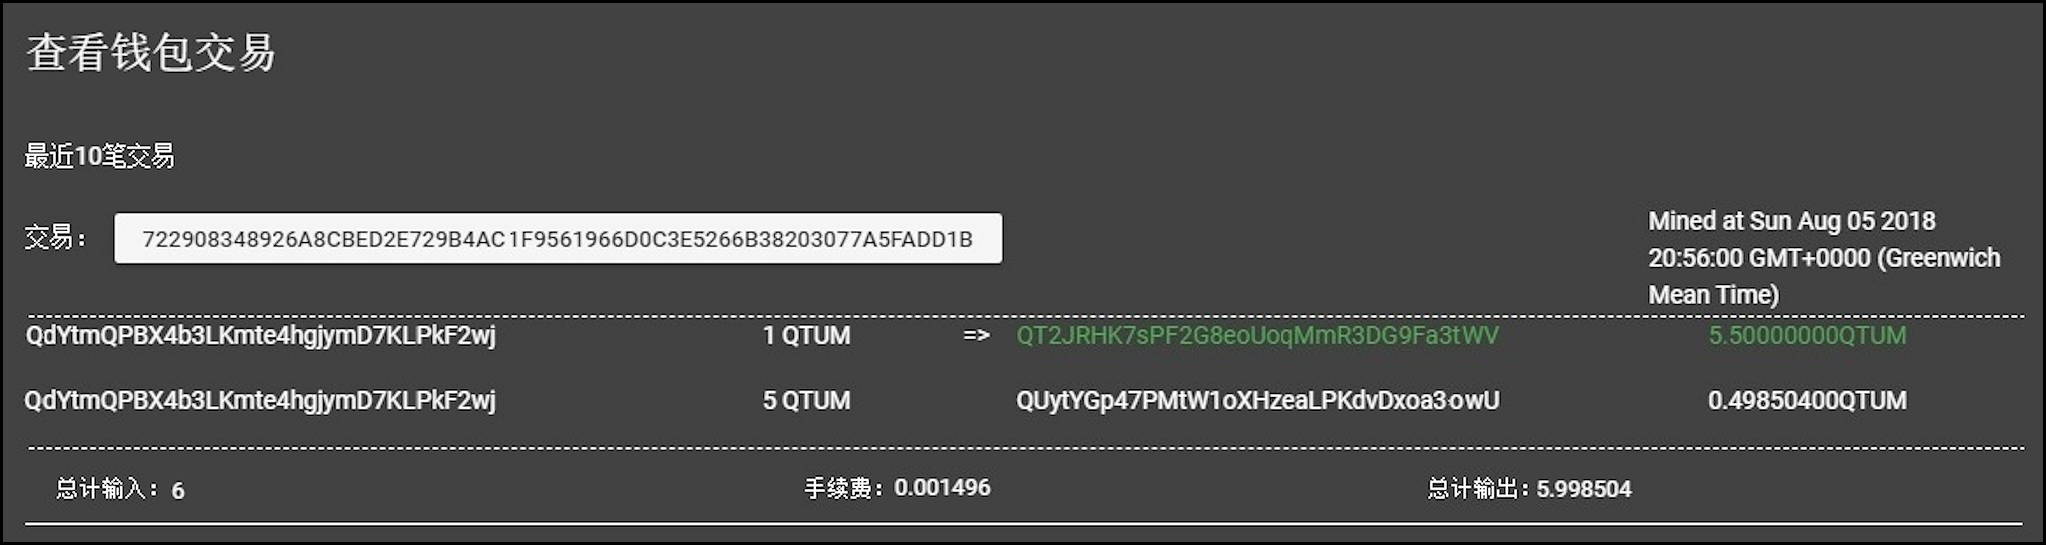 查看钱包交易
最近10笔交易
交易： 722908348926A8CBED2E729B4AC1F9561966D0C3E5266B38203077A5FADD1B
Mined at Sun Aug 05 2018
20:56:00 GMT+0000 (Greenwich
Mean Time)
QdYtmQPBX4b3LKmte4hgjymD7KLPkF2wj 1 QTUM => QT2JRHK7sPF2G8eoUoqMmR3DG9Fa3tWV 5.50000000QTUM
QdYtmQPBX4b3LKmte4hgjymD7KLPkF2wj 5 QTUM QUytYGp47PMtW1oXHzeaLPKdvDxoa3owU 0.49850400QTUM
总计输入：6 手续费：0.001496 总计输出：5.998504